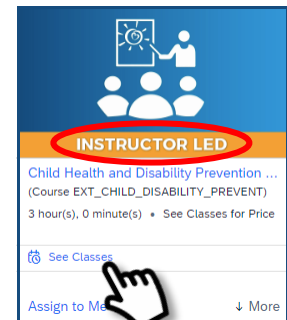 INSTRUCTOR LED
Child Health and Disability Prevention ...
(Course EXT_CHILD_DISABILITY_PREVENT)
3 hour(s), 0 minute(s) • See Classes for Price
See Classes
Assign to Me ↓ More